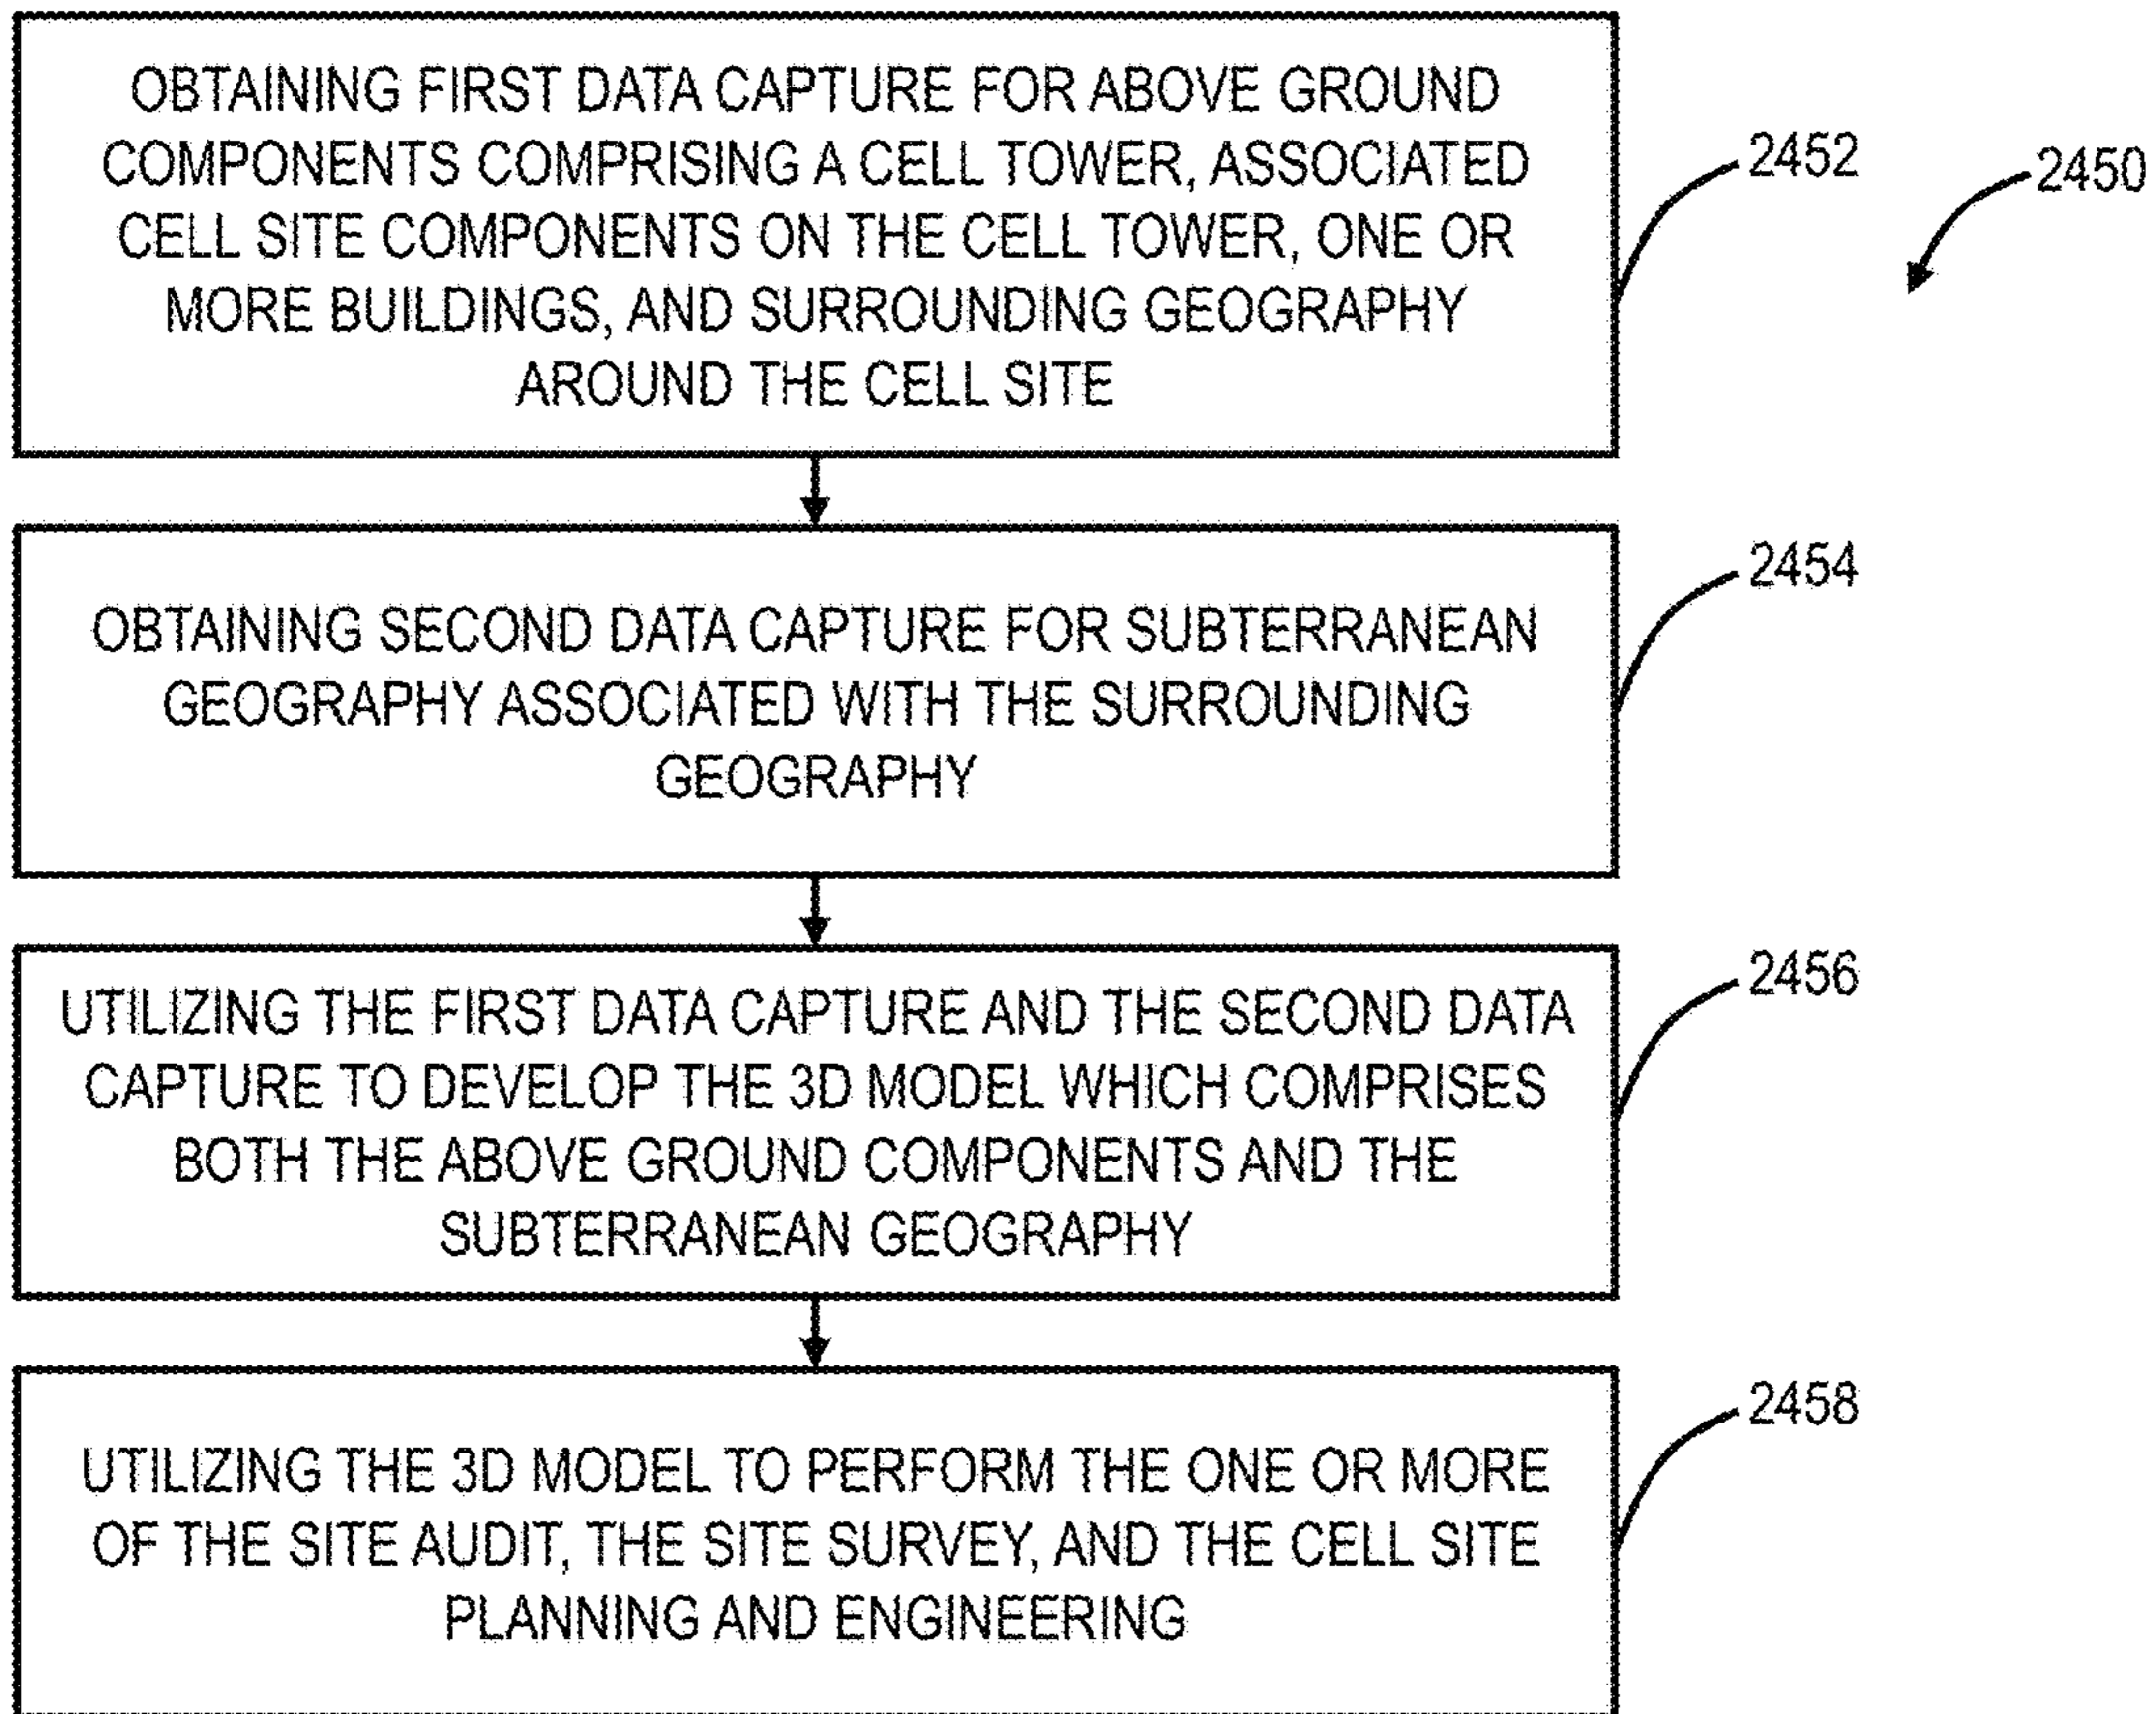 OBTAINING FIRST DATA CAPTURE FOR ABOVE GROUND
COMPONENTS COMPRISING A CELL TOWER, ASSOCIATED
CELL SITE COMPONENTS ON THE CELL TOWER, ONE OR
MORE BUILDINGS, AND SURROUNDING GEOGRAPHY
AROUND THE CELL SITE
2452
2450
OBTAINING SECOND DATA CAPTURE FOR SUBTERRANEAN
GEOGRAPHY ASSOCIATED WITH THE SURROUNDING
GEOGRAPHY
2454
UTILIZING THE FIRST DATA CAPTURE AND THE SECOND DATA
CAPTURE TO DEVELOP THE 3D MODEL WHICH COMPRISES
BOTH THE ABOVE GROUND COMPONENTS AND THE
SUBTERRANEAN GEOGRAPHY
2456
UTILIZING THE 3D MODEL TO PERFORM THE ONE OR MORE
OF THE SITE AUDIT, THE SITE SURVEY, AND THE CELL SITE
PLANNING AND ENGINEERING
2458